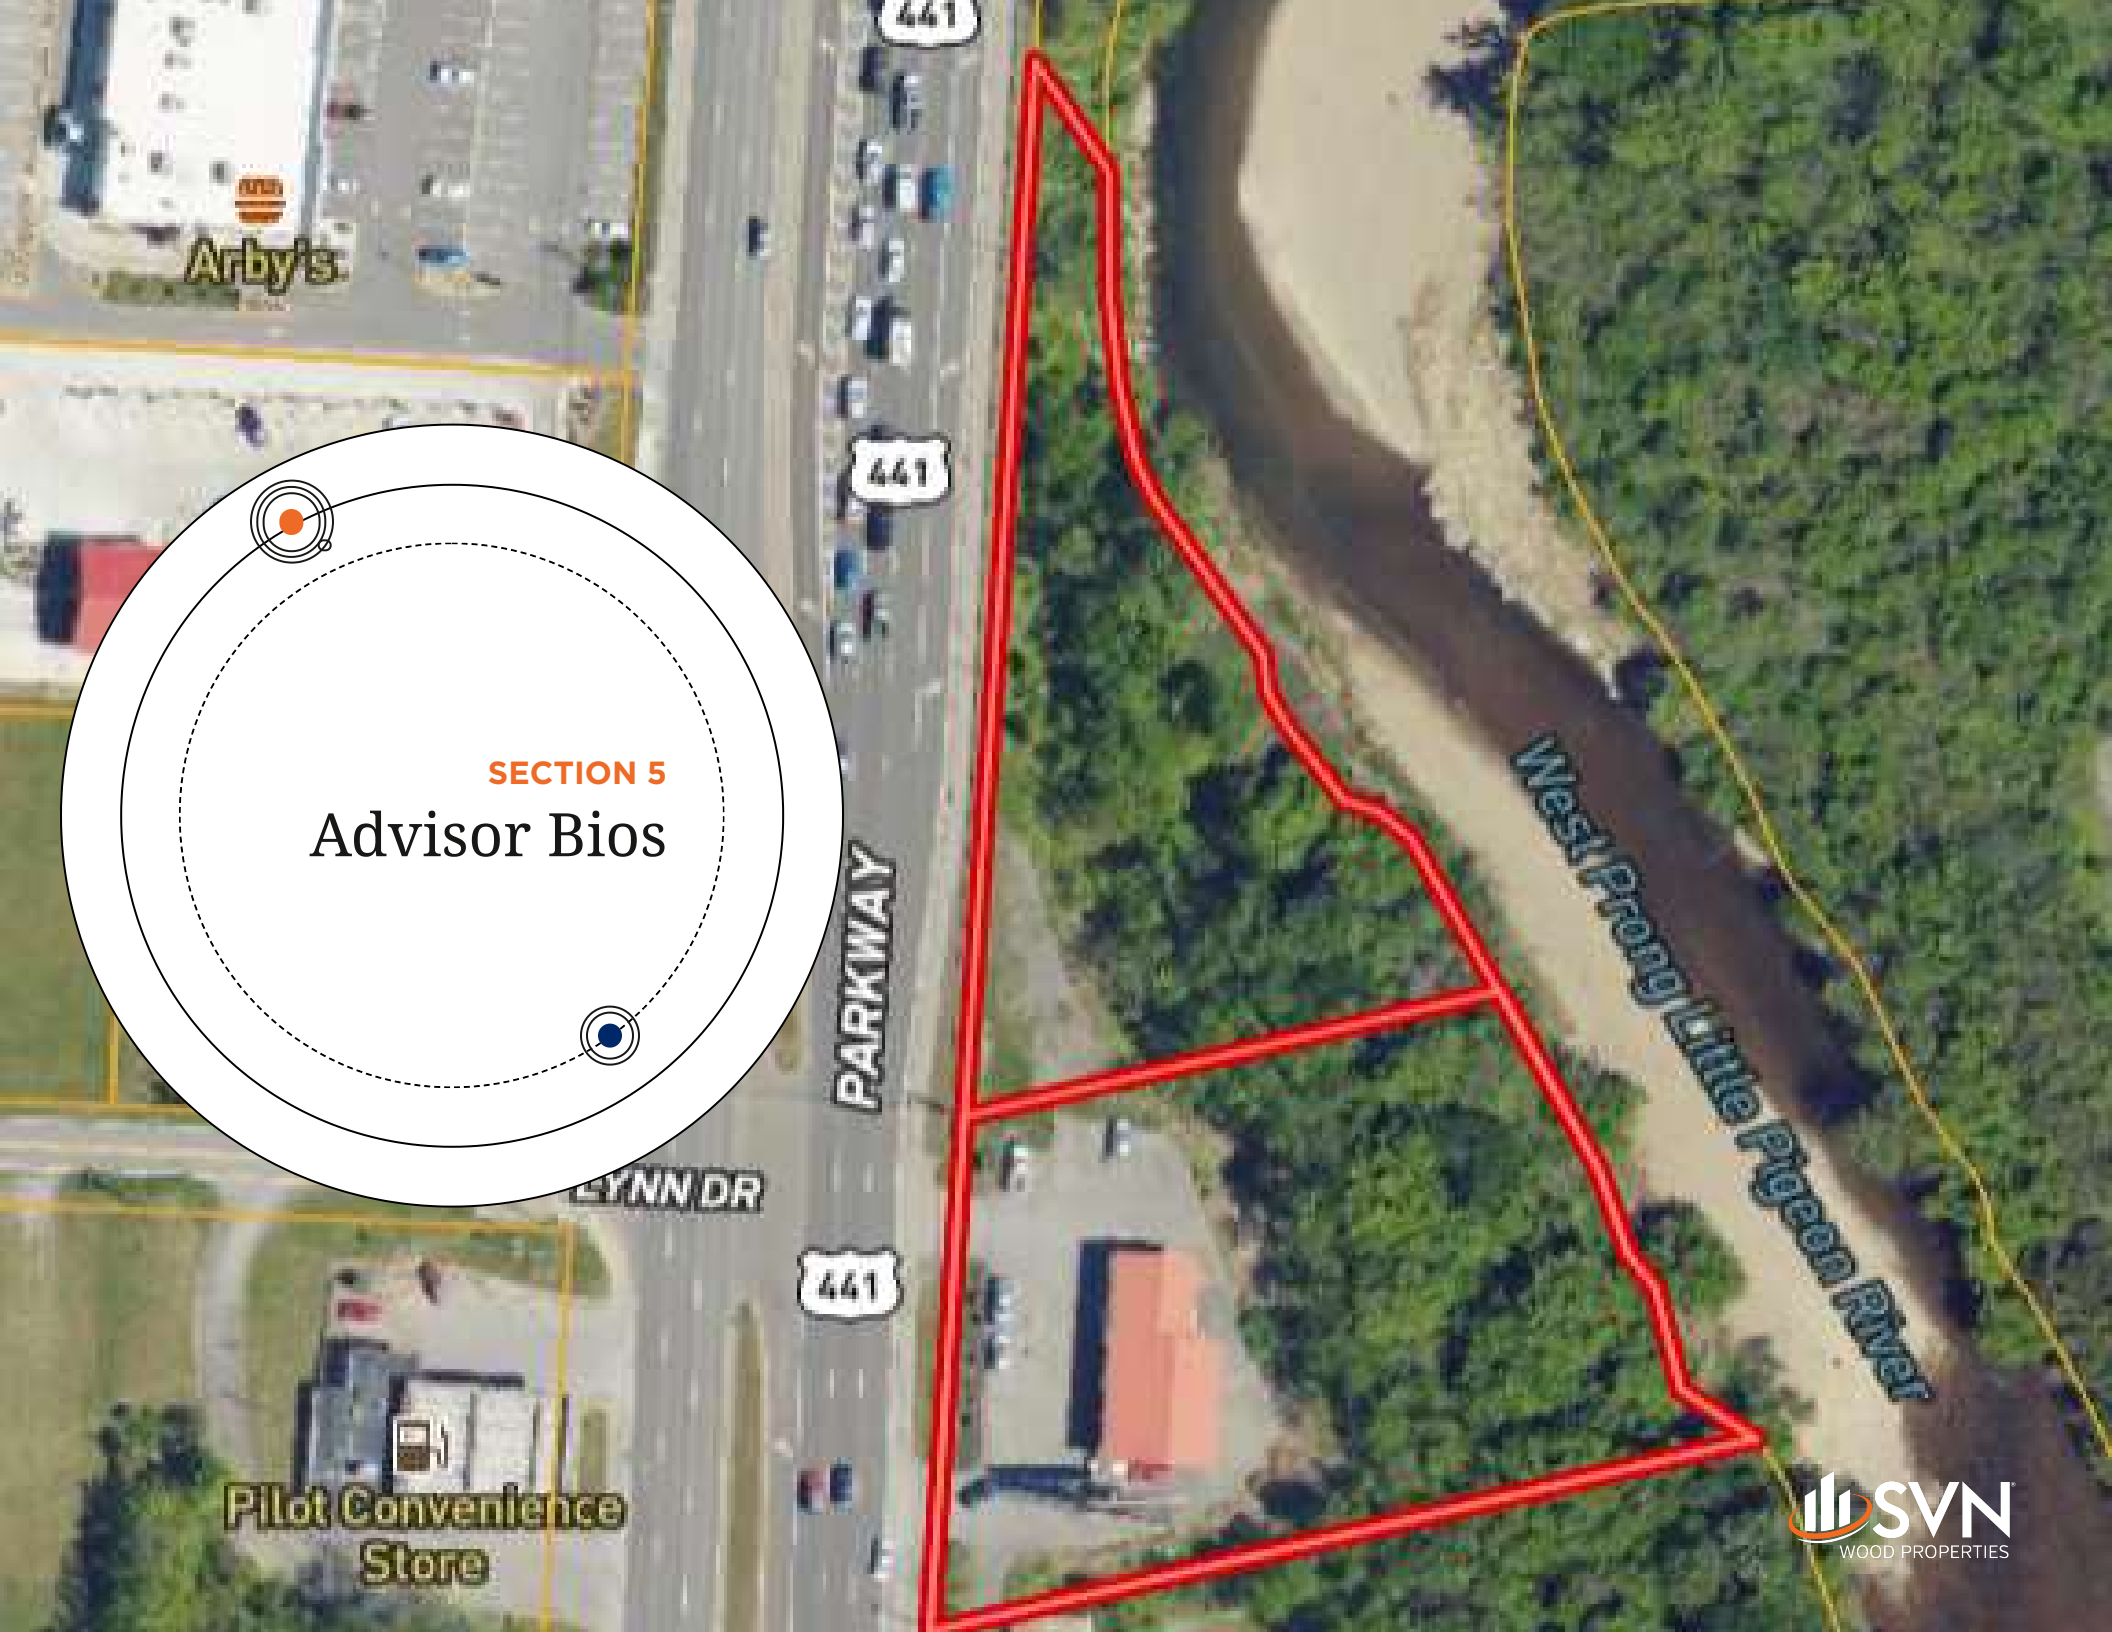 441
Arby's
441
SECTION 5
Advisor Bios
PARKWAY
West Prong Little Pigeon River
LYNN DR
441
Pilot Convenience
Store
SVN
WOOD PROPERTIES